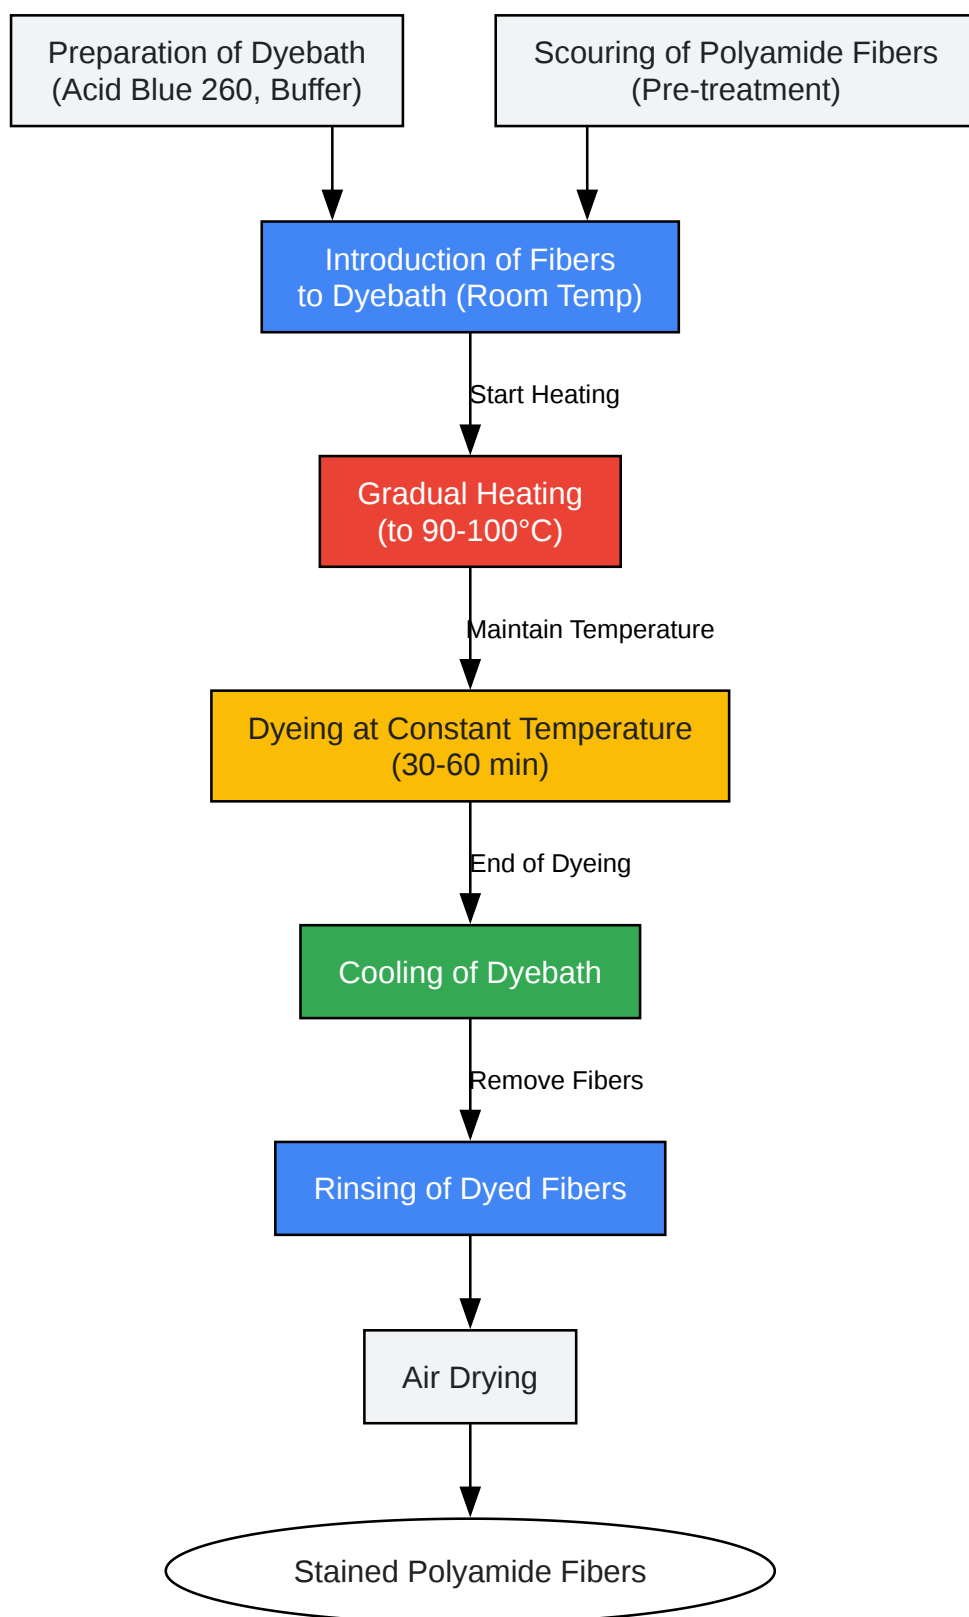 Preparation of Dyebath
(Acid Blue 260, Buffer)
Scouring of Polyamide Fibers
(Pre-treatment)
Introduction of Fibers
to Dyebath (Room Temp)
Start Heating
Gradual Heating
(to 90-100°C)
Maintain Temperature
Dyeing at Constant Temperature
(30-60 min)
End of Dyeing
Cooling of Dyebath
Remove Fibers
Rinsing of Dyed Fibers
Air Drying
Stained Polyamide Fibers